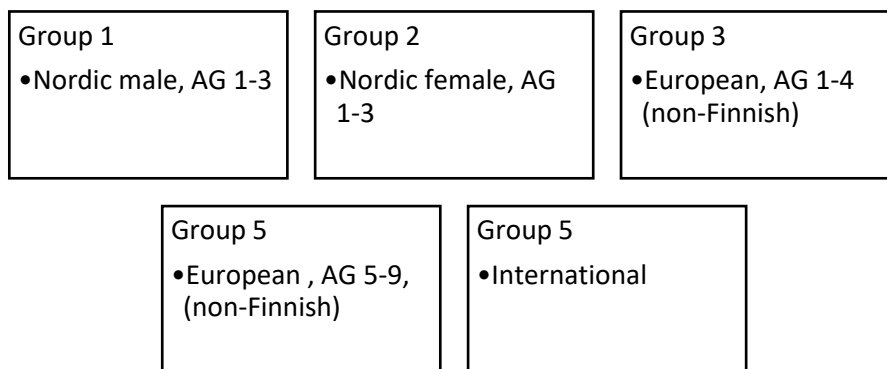 Group 1
•Nordic male, AG 1-3
Group 2
•Nordic female, AG
1-3
Group 3
•European, AG 1-4
(non-Finnish)
Group 5
•European , AG 5-9,
(non-Finnish)
Group 5
•International